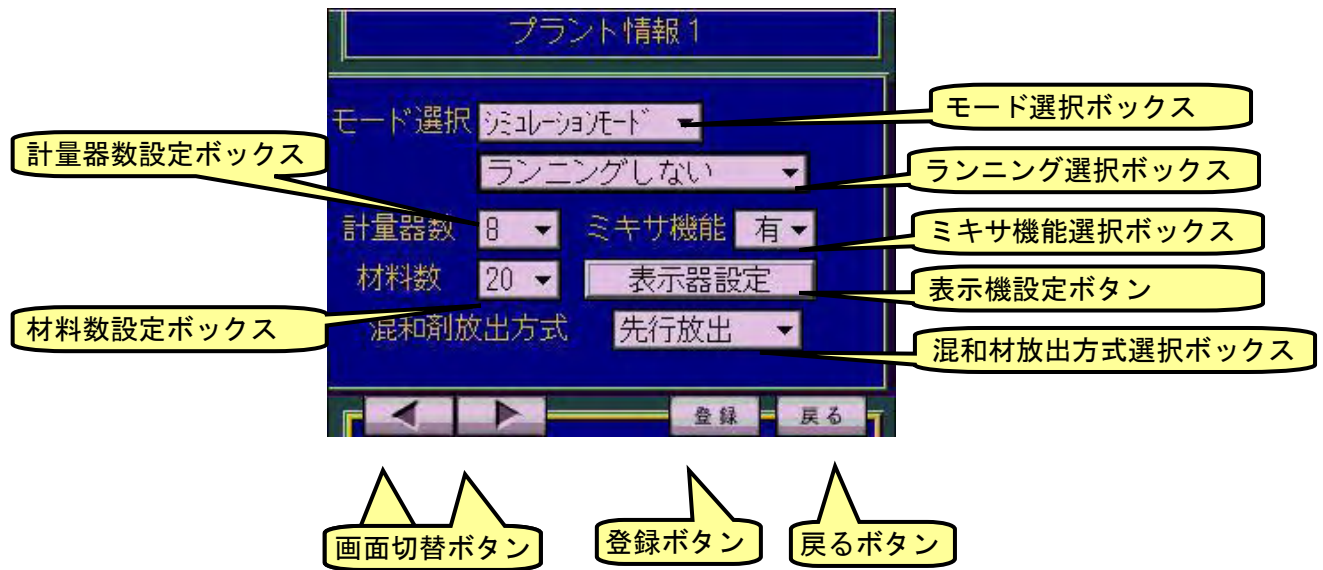 プラント情報1
モード選択 シミュレーションモード
モード選択ボックス
計量器数設定ボックス
ランニングしない
ランニング選択ボックス
計量器数 8 ミキサ機能 有
ミキサ機能選択ボックス
材料数 20 表示器設定
表示機設定ボタン
材料数設定ボックス
混和剤放出方式 先行放出
混和材放出方式選択ボックス
登録 戻る
画面切替ボタン
登録ボタン
戻るボタン